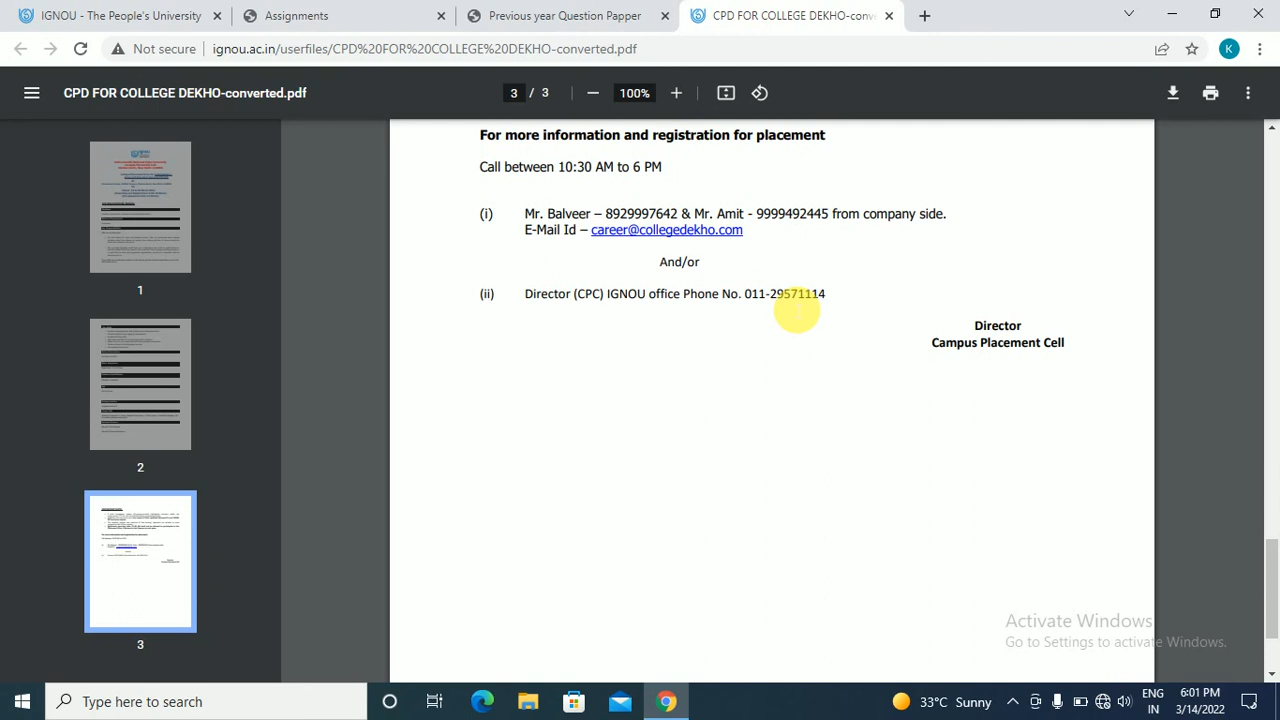 IGNOU - The People's University
Assignments
Previous year Question Papper
CPD FOR COLLEGE DEKHO-conv
Not secure
ignou.ac.in/userfiles/CPD%20FOR%20COLLEGE%20DEKHO-converted.pdf
K
CPD FOR COLLEGE DEKHO-converted.pdf
3 / 3
100%
For more information and registration for placement
Call between 10:30 AM to 6 PM
(i) Mr. Balveer – 8929997642 & Mr. Amit - 9999492445 from company side.
E-Mail Id – career@collegedekho.com
And/or
(ii) Director (CPC) IGNOU office Phone No. 011-29571114
Director
Campus Placement Cell
1
2
3
Activate Windows
Go to Settings to activate Windows.
Type here to search
33°C Sunny
ENG
IN
6:01 PM
3/14/2022